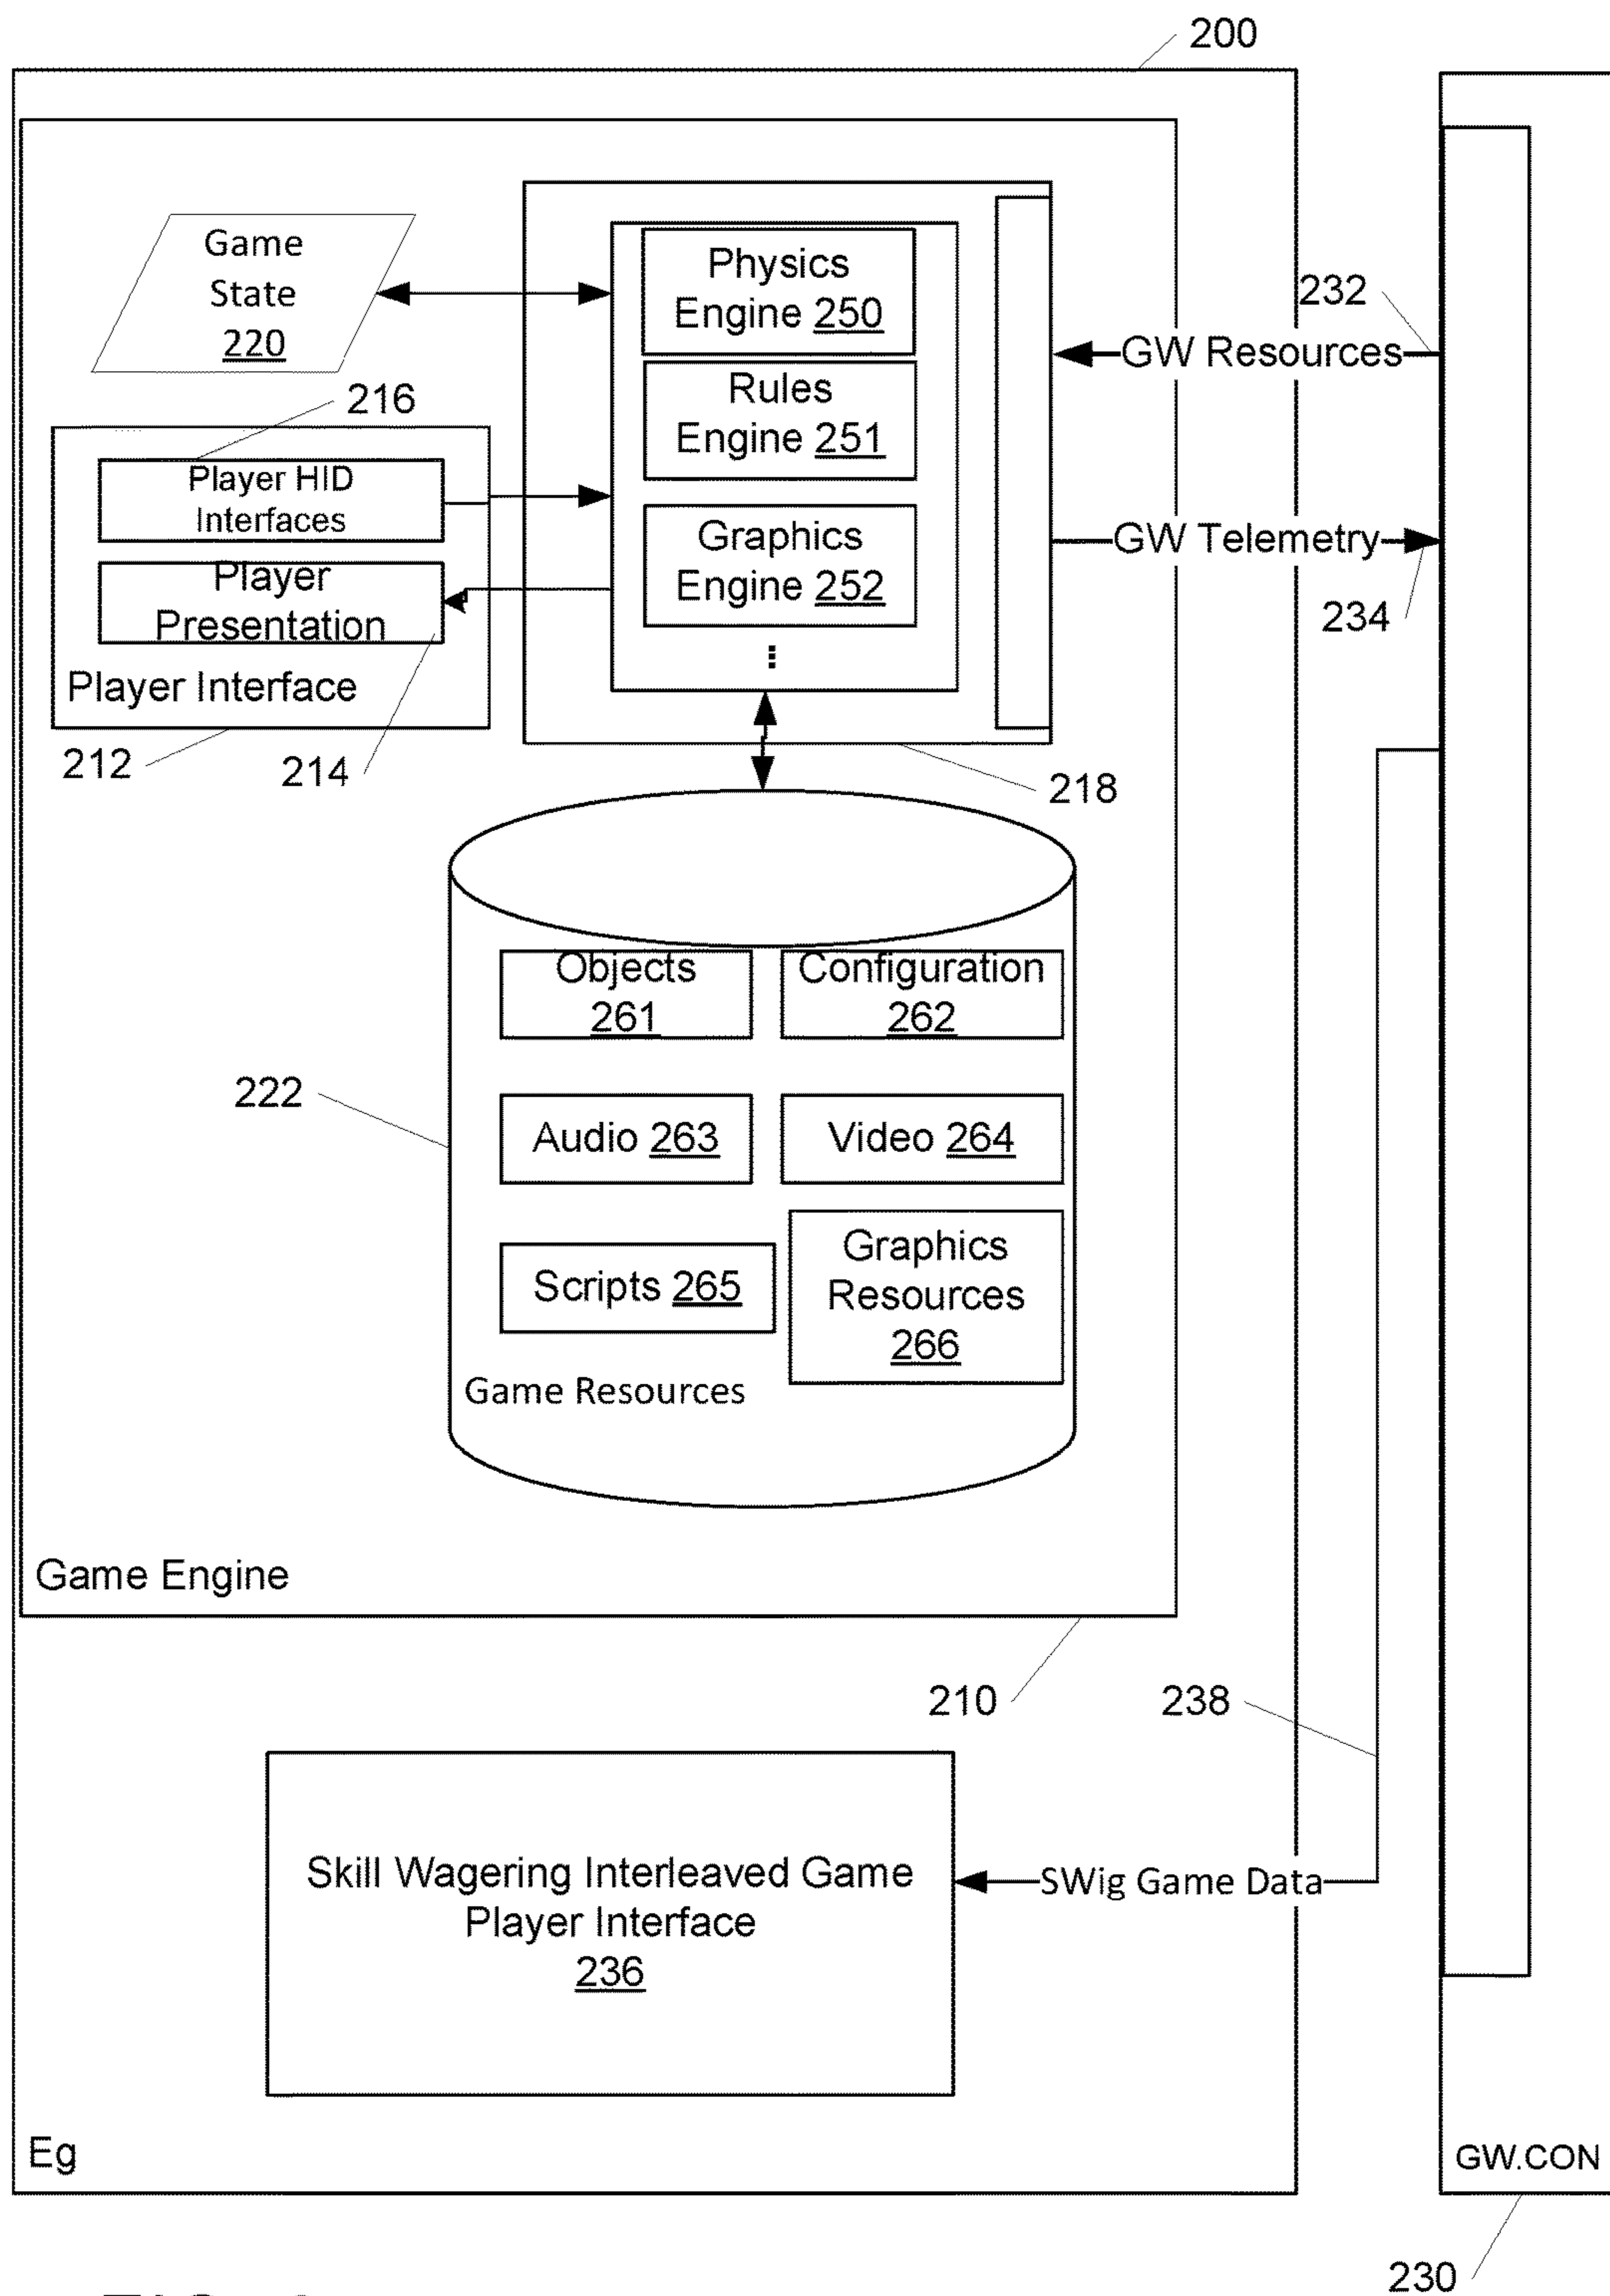 200
Game
State
220
Physics
Engine 250
Rules
Engine 251
Graphics
Engine 252
⋮
232
GW Resources
GW Telemetry
234
216
Player HID
Interfaces
Player
Presentation
Player Interface
212
214
218
Objects
261
Configuration
262
222
Audio 263
Video 264
Scripts 265
Graphics
Resources
266
Game Resources
Game Engine
210
238
Skill Wagering Interleaved Game
Player Interface
236
SWig Game Data
Eg
GW.CON
230